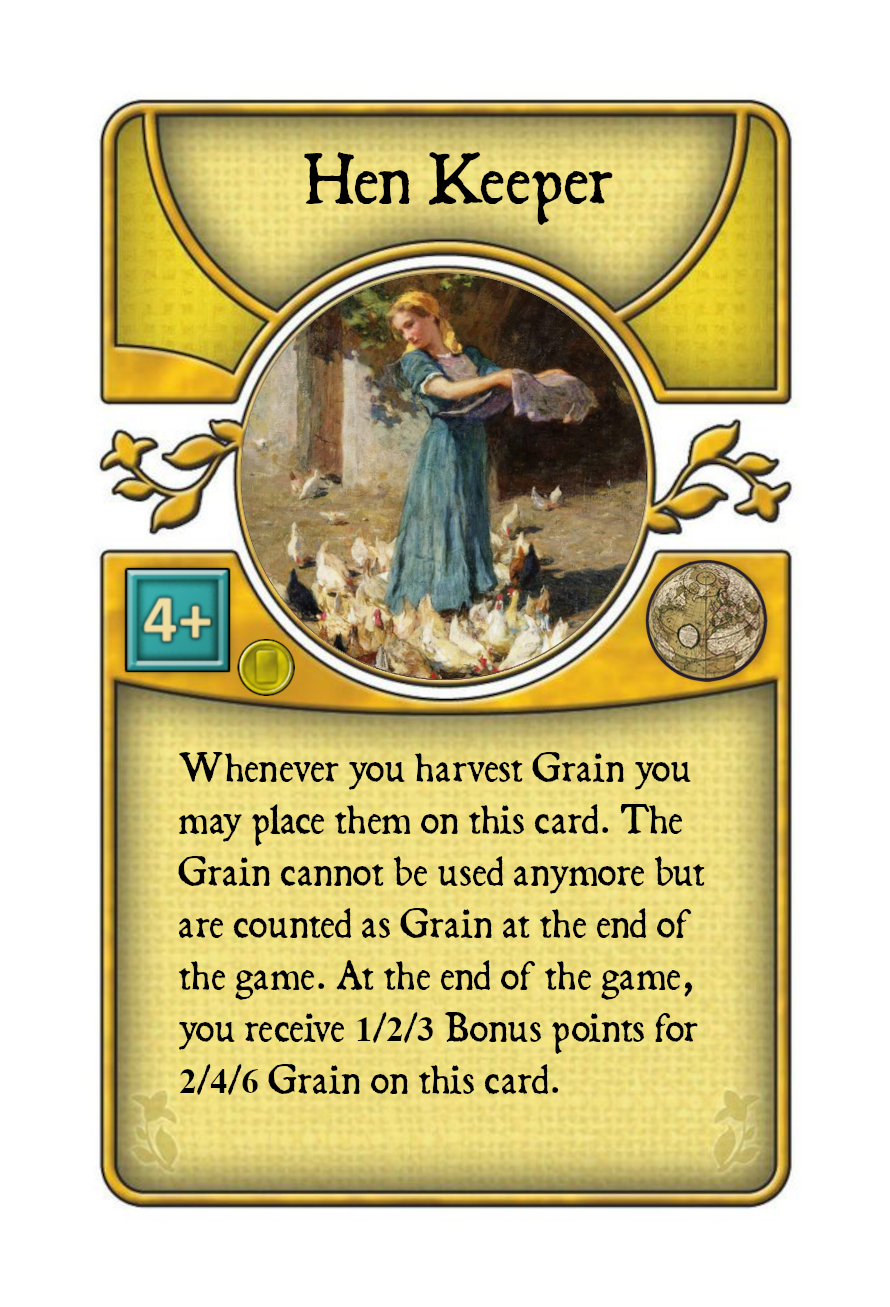 Hen Keeper
4+
Whenever you harvest Grain you
may place them on this card. The
Grain cannot be used anymore but
are counted as Grain at the end of
the game. At the end of the game,
you receive 1/2/3 Bonus points for
2/4/6 Grain on this card.